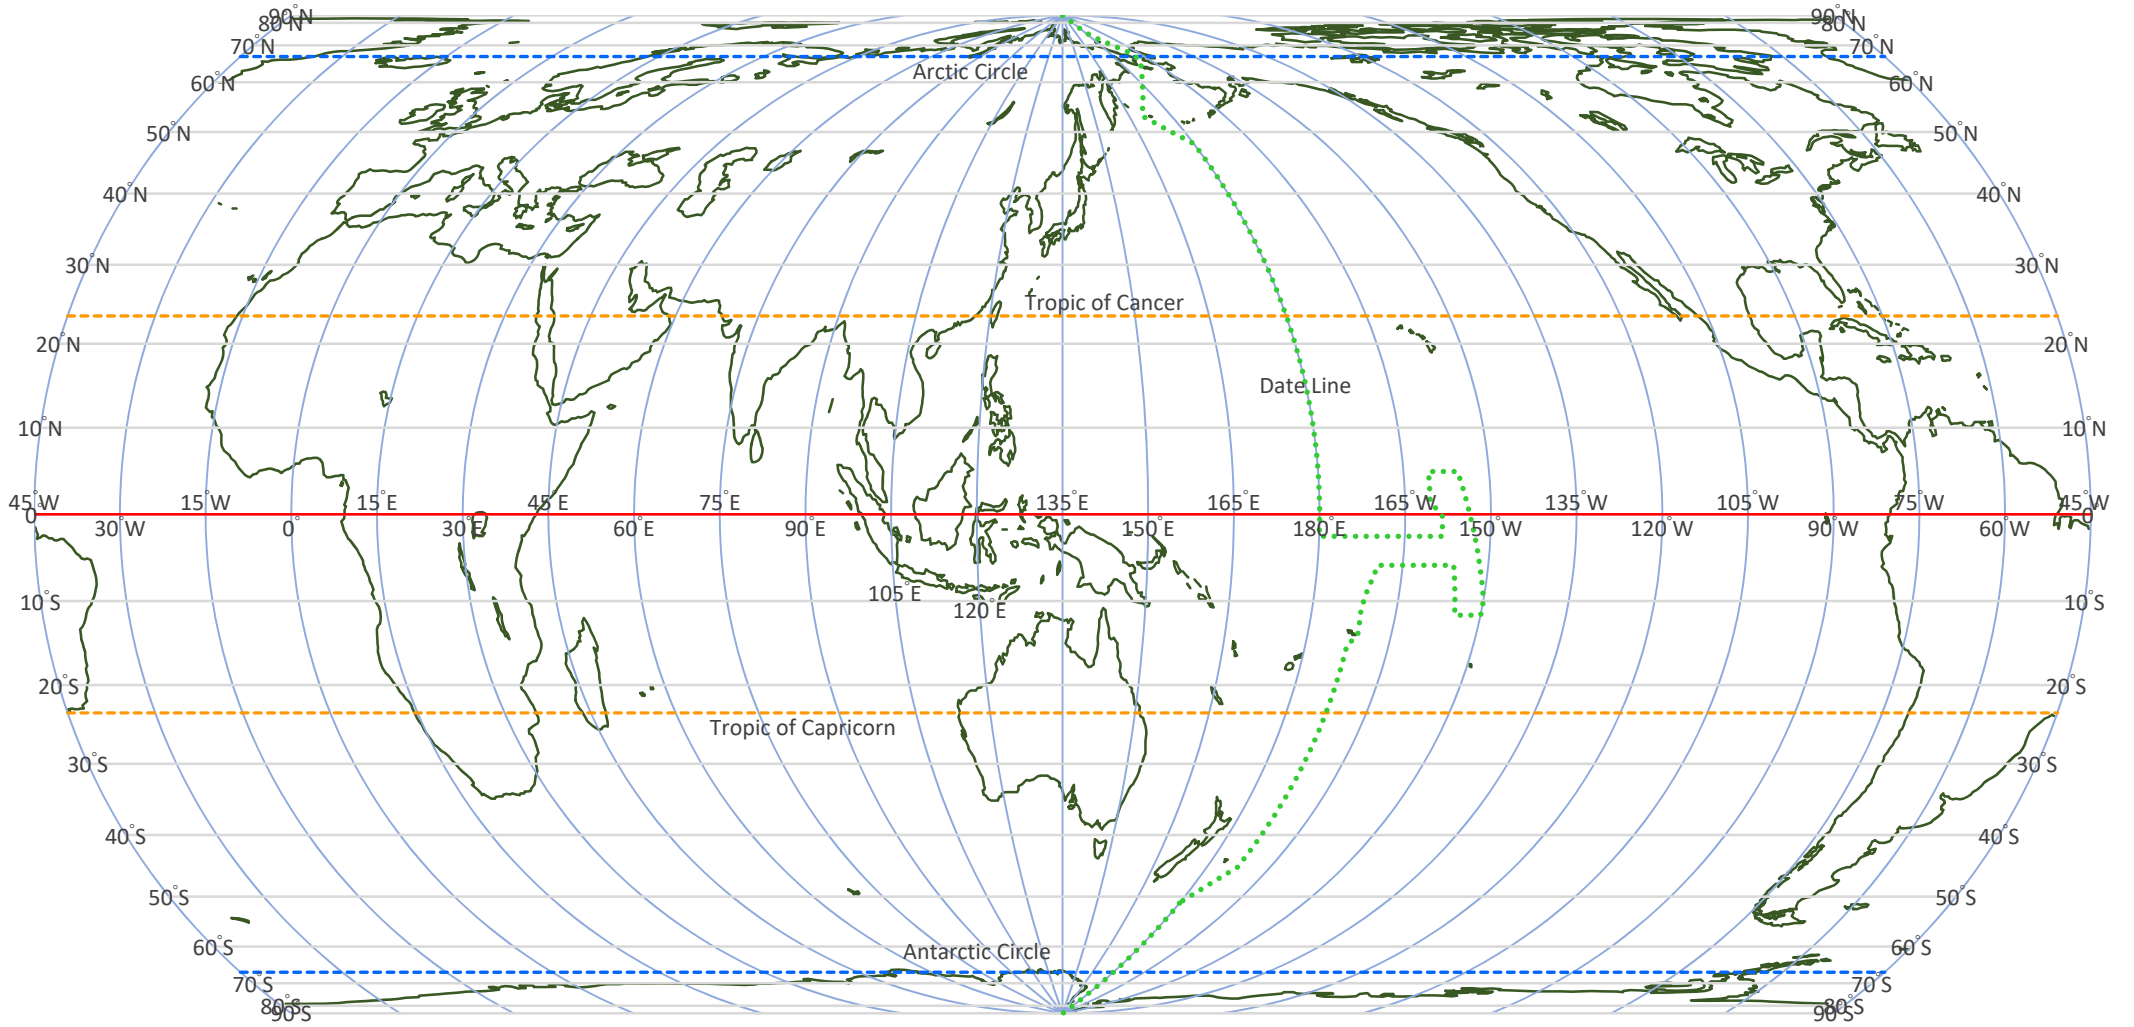 90°N 90°N
80°N 80°N
70°N 70°N
Arctic Circle
60°N 60°N
50°N 50°N
40°N 40°N
30°N 30°N
Tropic of Cancer
20°N 20°N
Date Line
10°N 10°N
45°W 15°W 15°E 45°E 75°E 135°E 165°E 165°W 135°W 105°W 75°W 45°W
0° 0°
30°W 0° 30°E 60°E 90°E 150°E 180° 150°W 120° 90° 60°W
105°E
120°E
10°S 10°S
20°S 20°S
Tropic of Capricorn
30°S 30°S
40°S 40°S
50°S 50°S
Antarctic Circle
60°S 60°S
70°S 70°S
80°S 80°S
90°S 90°S